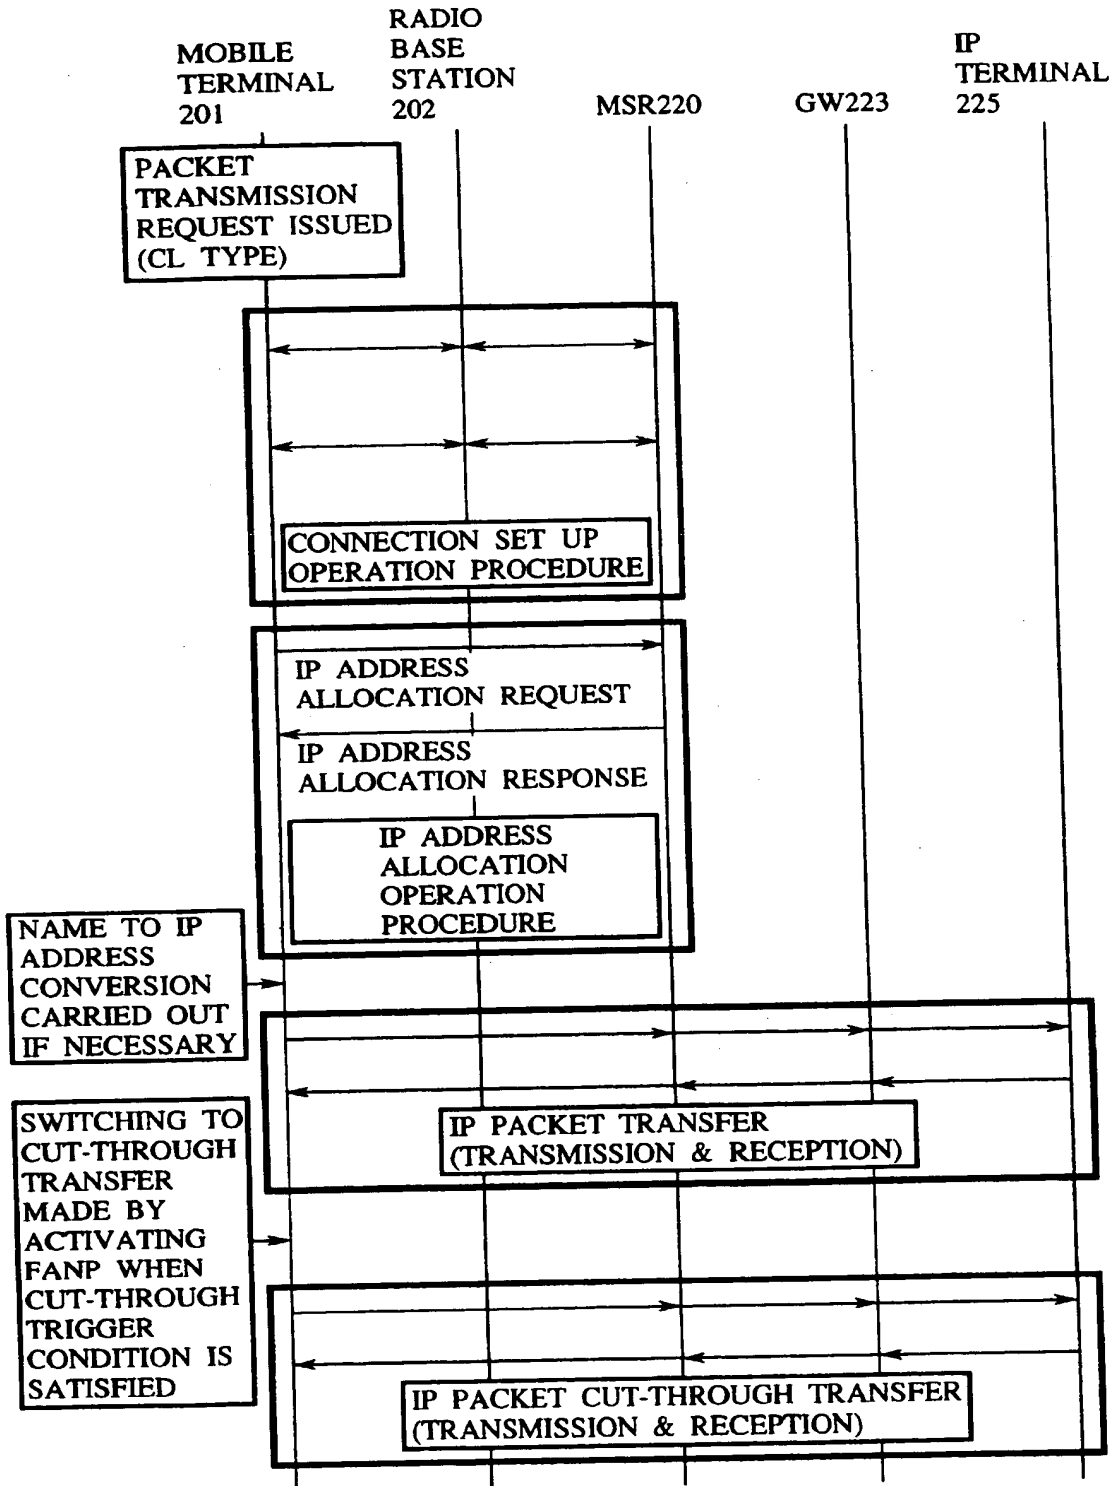 MOBILE
TERMINAL
201
RADIO
BASE
STATION
202
MSR220
GW223
IP
TERMINAL
225
PACKET
TRANSMISSION
REQUEST ISSUED
(CL TYPE)
CONNECTION SET UP
OPERATION PROCEDURE
IP ADDRESS
ALLOCATION REQUEST
IP ADDRESS
ALLOCATION RESPONSE
IP ADDRESS
ALLOCATION
OPERATION
PROCEDURE
NAME TO IP
ADDRESS
CONVERSION
CARRIED OUT
IF NECESSARY
IP PACKET TRANSFER
(TRANSMISSION & RECEPTION)
SWITCHING TO
CUT-THROUGH
TRANSFER
MADE BY
ACTIVATING
FANP WHEN
CUT-THROUGH
TRIGGER
CONDITION IS
SATISFIED
IP PACKET CUT-THROUGH TRANSFER
(TRANSMISSION & RECEPTION)